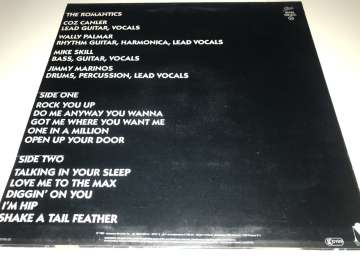 THE ROMANTICS
COZ CANLER
LEAD GUITAR, VOCALS
WALLY PALMAR
RHYTHM GUITAR, HARMONICA, LEAD VOCALS
MIKE SKILL
BASS, GUITAR, VOCALS
JIMMY MARINOS
DRUMS, PERCUSSION, LEAD VOCALS
SIDE ONE
ROCK YOU UP
DO ME ANYWAY YOU WANNA
GOT ME WHERE YOU WANT ME
ONE IN A MILLION
OPEN UP YOUR DOOR
SIDE TWO
TALKING IN YOUR SLEEP
LOVE ME TO THE MAX
DIGGIN' ON YOU
I'M HIP
SHAKE A TAIL FEATHER